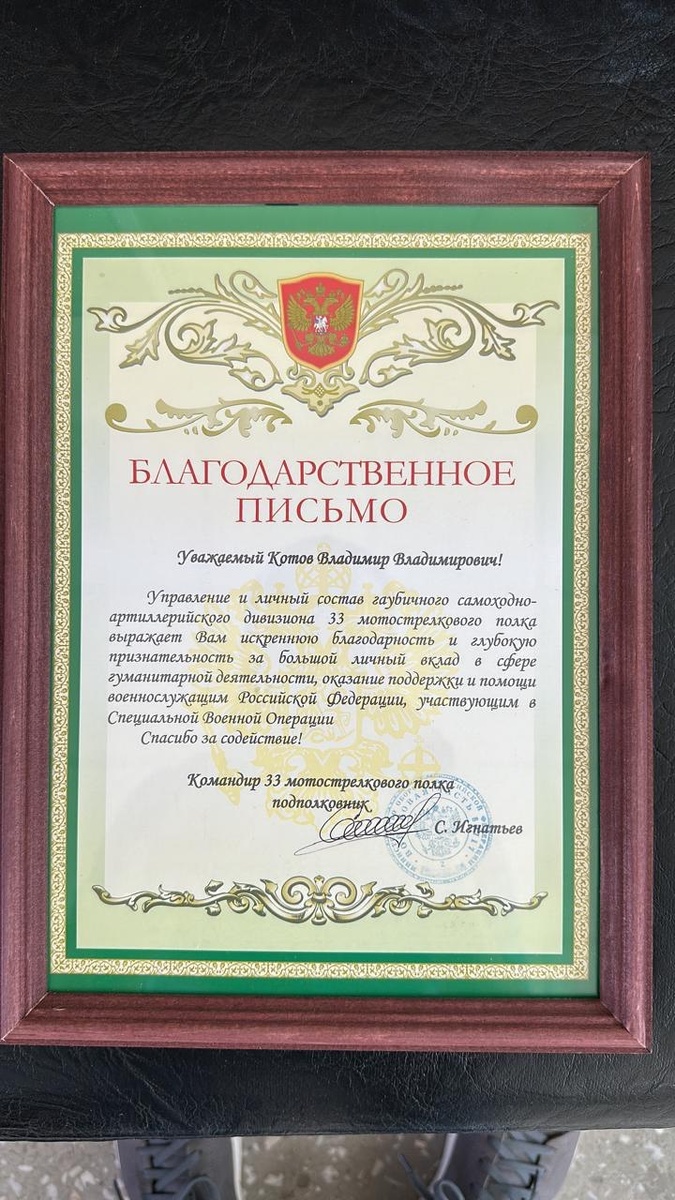 БЛАГОДАРСТВЕННОЕ
ПИСЬМО
Уважаемый Котов Владимир Владимирович!
Управление и личный состав гаубичного самоходно-
артиллерийского дивизиона 33 мотострелкового полка
выражает Вам искреннюю благодарность и глубокую
признательность за большой личный вклад в сфере
гуманитарной деятельности, оказание поддержки и помощи
военнослужащим Российской Федерации, участвующим в
Специальной Военной Операции
Спасибо за содействие!
Командир 33 мотострелкового полка
подполковник
С. Игнатьев